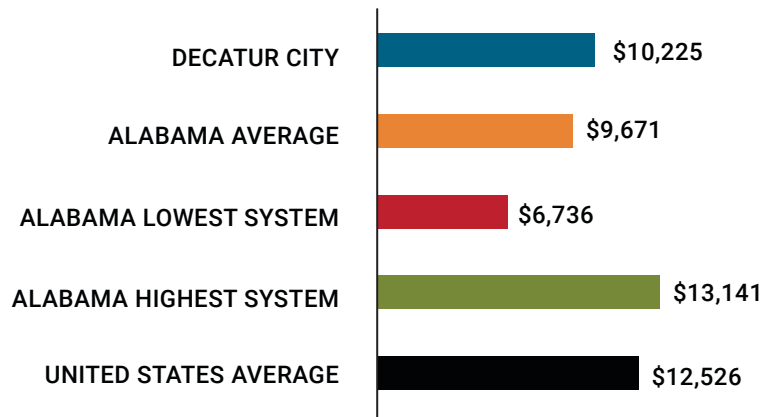 DECATUR CITY $10,225
ALABAMA AVERAGE $9,671
ALABAMA LOWEST SYSTEM $6,736
ALABAMA HIGHEST SYSTEM $13,141
UNITED STATES AVERAGE $12,526